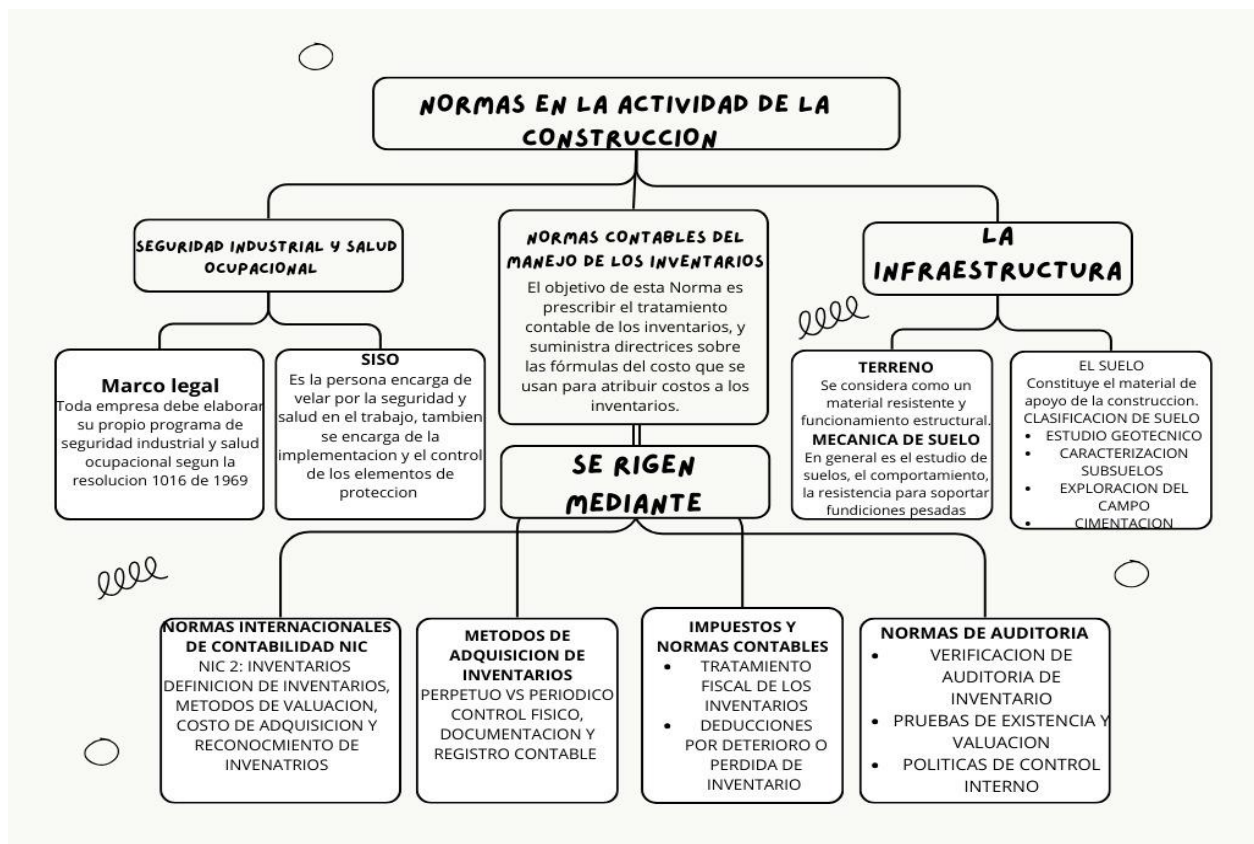 NORMAS EN LA ACTIVIDAD DE LA
CONSTRUCCION
SEGURIDAD INDUSTRIAL Y SALUD
OCUPACIONAL
NORMAS CONTABLES DEL
MANEJO DE LOS INVENTARIOS
El objetivo de esta Norma es
prescribir el tratamiento
contable de los inventarios, y
suministra directrices sobre
las fórmulas del costo que se
usan para atribuir costos a los
inventarios.
LA
INFRAESTRUCTURA
Marco legal
Toda empresa debe elaborar
su propio programa de
seguridad industrial y salud
ocupacional segun la
resolucion 1016 de 1969
SISO
Es la persona encarga de
velar por la seguridad y
salud en el trabajo, tambien
se encarga de la
implementacion y el control
de los elementos de
proteccion
TERRENO
Se considera como un
material resistente y
funcionamiento estructural.
MECANICA DE SUELO
En general es el estudio de
suelos, el comportamiento,
la resistencia para soportar
fundiciones pesadas
EL SUELO
Constituye el material de
apoyo de la construccion.
CLASIFICACION DE SUELO
• ESTUDIO GEOTECNICO
• CARACTERIZACION
SUBSUELOS
• EXPLORACION DEL
CAMPO
• CIMENTACION
SE RIGEN
MEDIANTE
NORMAS INTERNACIONALES
DE CONTABILIDAD NIC
NIC 2: INVENTARIOS
DEFINICION DE INVENTARIOS,
METODOS DE VALUACION,
COSTO DE ADQUISICION Y
RECONOCMIENTO DE
INVENATRIOS
METODOS DE
ADQUISICION DE
INVENTARIOS
PERPETUO VS PERIODICO
CONTROL FISICO,
DOCUMENTACION Y
REGISTRO CONTABLE
IMPUESTOS Y
NORMAS CONTABLES
• TRATAMIENTO
FISCAL DE LOS
INVENTARIOS
• DEDUCCIONES
POR DETERIORO O
PERDIDA DE
INVENTARIO
NORMAS DE AUDITORIA
• VERIFICACION DE
AUDITORIA DE
INVENTARIO
• PRUEBAS DE EXISTENCIA Y
VALUACION
• POLITICAS DE CONTROL
INTERNO